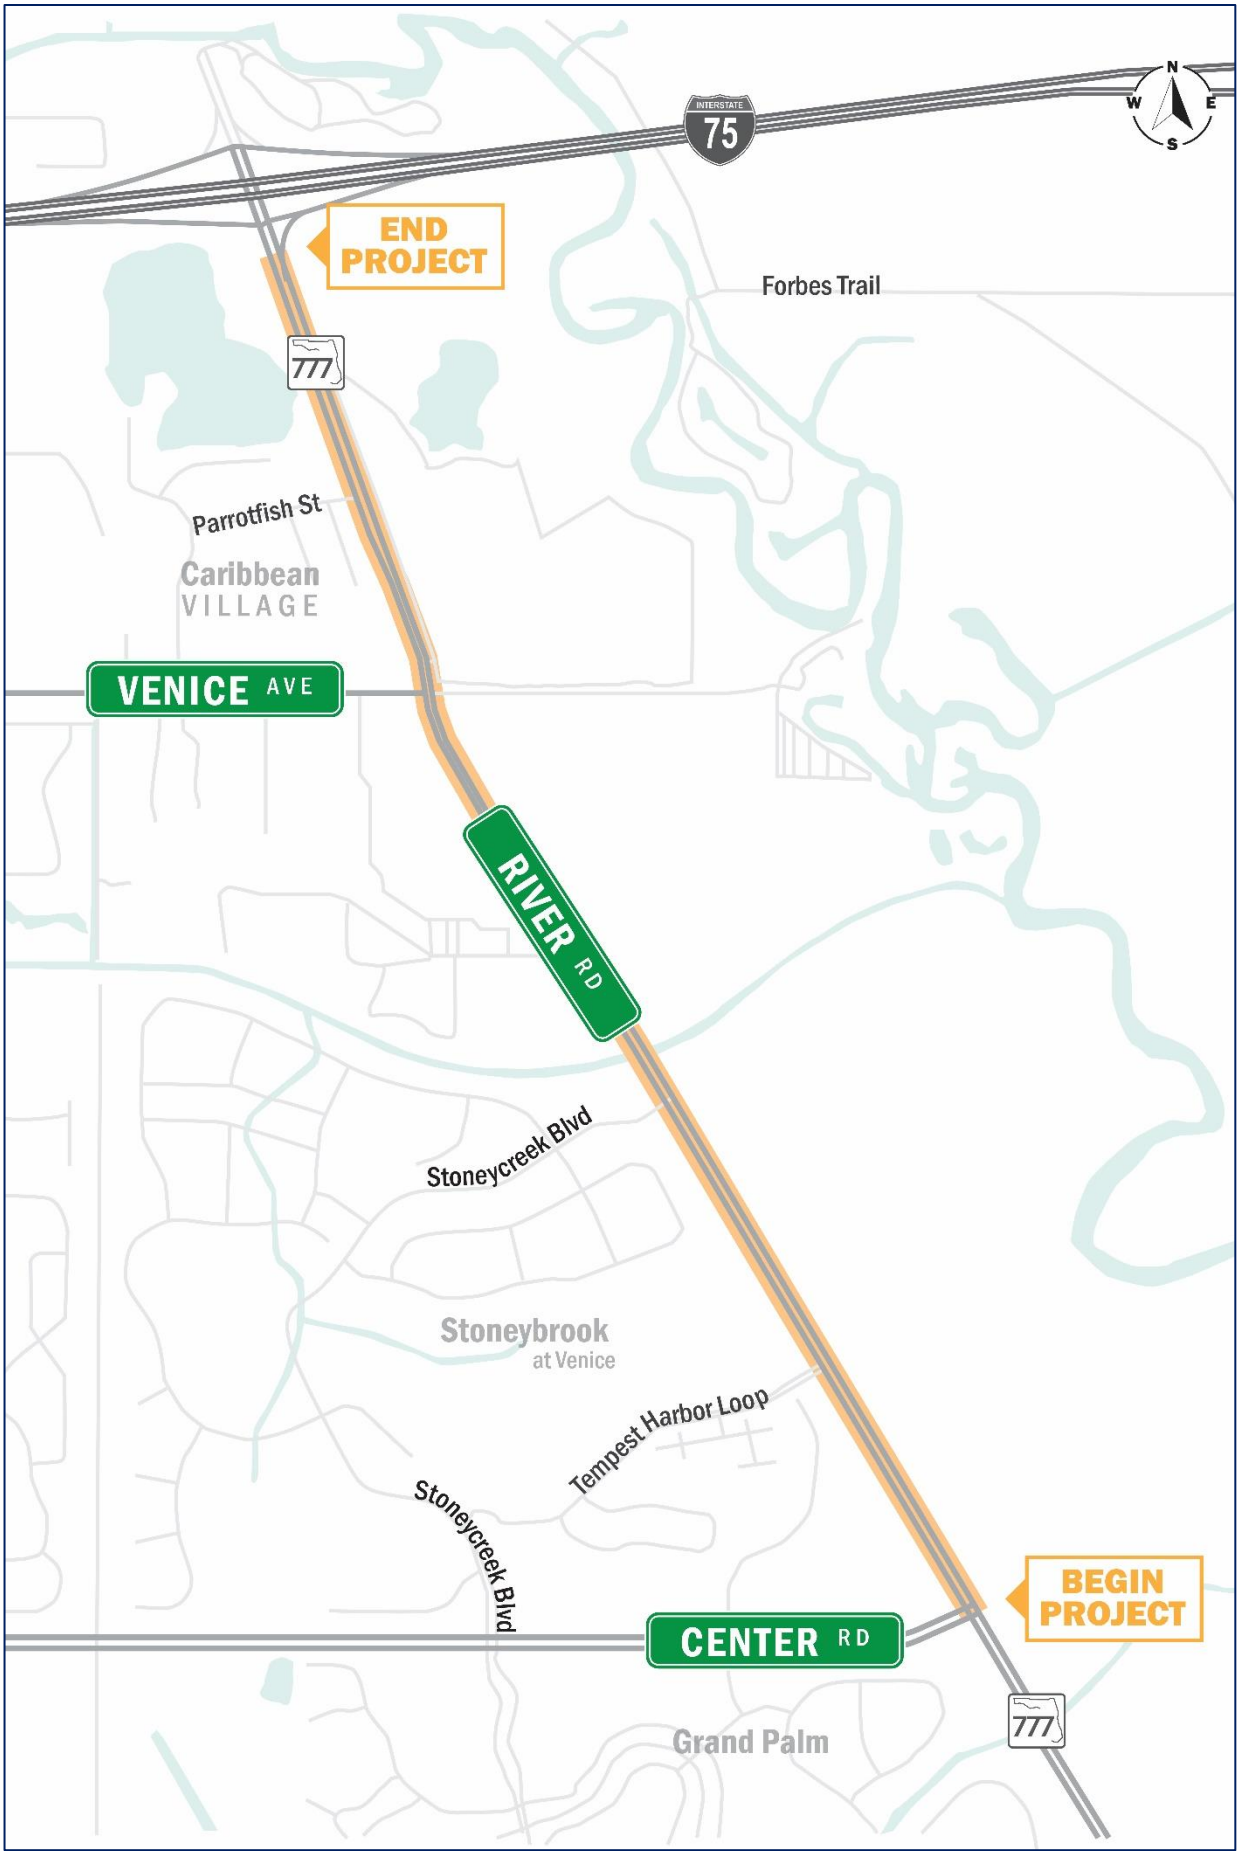 N
W E
S
INTERSTATE
75
END
PROJECT
Forbes Trail
777
Parrotfish St
Caribbean
VILLAGE
VENICE AVE
RIVER RD
Stoneycreek Blvd
Stoneybrook
at Venice
Tempest Harbor Loop
Stoneycreek Blvd
BEGIN
PROJECT
CENTER RD
777
Grand Palm